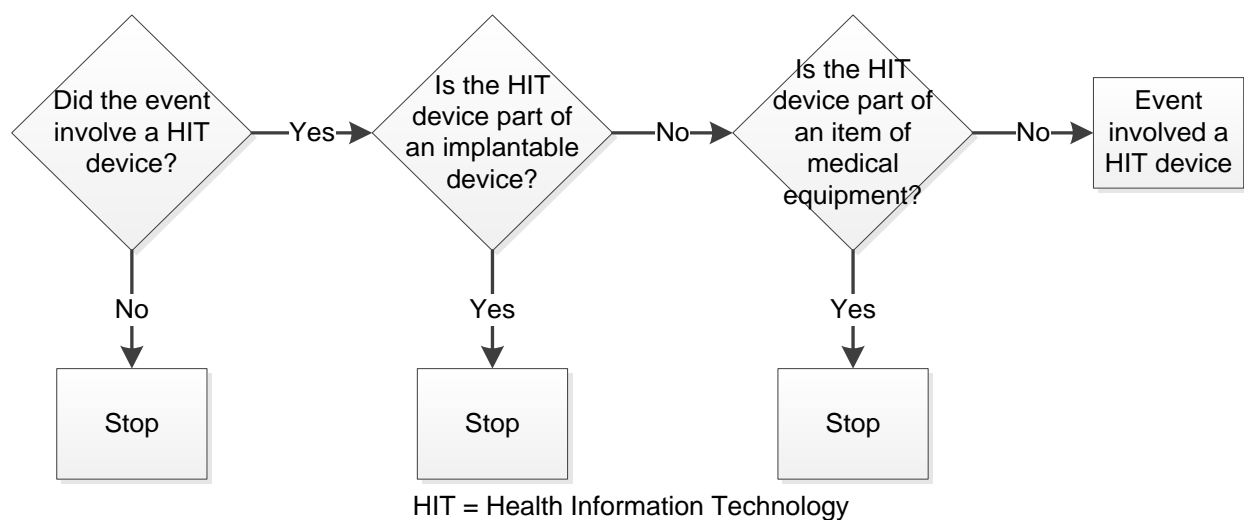 Did the event
involve a HIT
device?
Yes
Is the HIT
device part of
an implantable
device?
No
Is the HIT
device part of
an item of
medical
equipment?
No
Event
involved a
HIT device
No
Yes
Yes
Stop
Stop
Stop
HIT = Health Information Technology